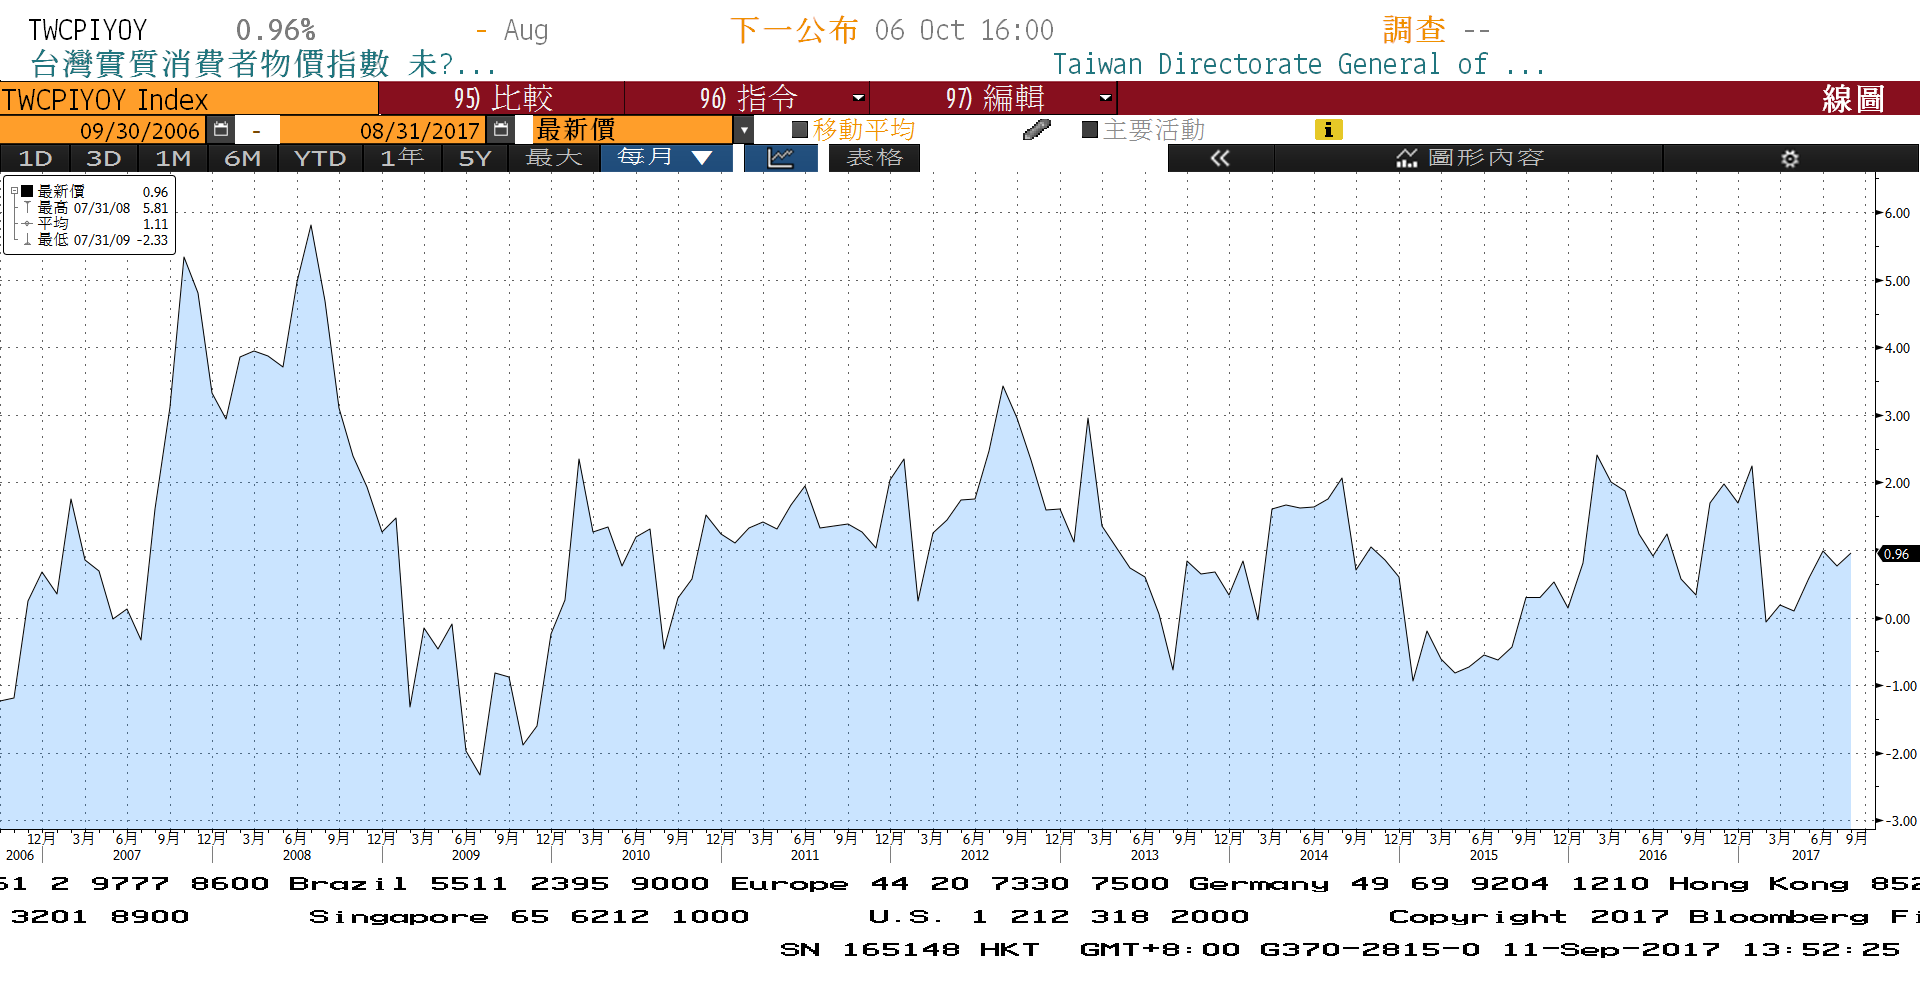 TWCPIYOY 0.96% - Aug 下一公布 06 Oct 16:00 調查 --
台灣實質消費者物價指數 未?... Taiwan Directorate General of ...
TWCPIYOY Index 95) 比較 96) 指令 97) 編輯 線圖
09/30/2006 - 08/31/2017 最新價 移動平均 主要活動
1D 3D 1M 6M YTD 1年 5Y 最大 每月 ▼ 表格 « 圖形內容
最新價 0.96
最高 07/31/08 5.81
平均 1.11
最低 07/31/09 -2.33
6.00
5.00
4.00
3.00
2.00
0.96
0.00
-1.00
-2.00
-3.00
12月 3月 6月 9月 12月 3月 6月 9月 12月 3月 6月 9月 12月 3月 6月 9月 12月 3月 6月 9月 12月 3月 6月 9月 12月 3月 6月 9月 12月 3月 6月 9月 12月 3月 6月 9月 12月 3月 6月 9月 12月 3月 6月 9月
2006 2007 2008 2009 2010 2011 2012 2013 2014 2015 2016 2017
61 2 9777 8600 Brazil 5511 2395 9000 Europe 44 20 7330 7500 Germany 49 69 9204 1210 Hong Kong 852
3201 8900 Singapore 65 6212 1000 U.S. 1 212 318 2000 Copyright 2017 Bloomberg Fi
SN 165148 HKT GMT+8:00 G370-2815-0 11-Sep-2017 13:52:25